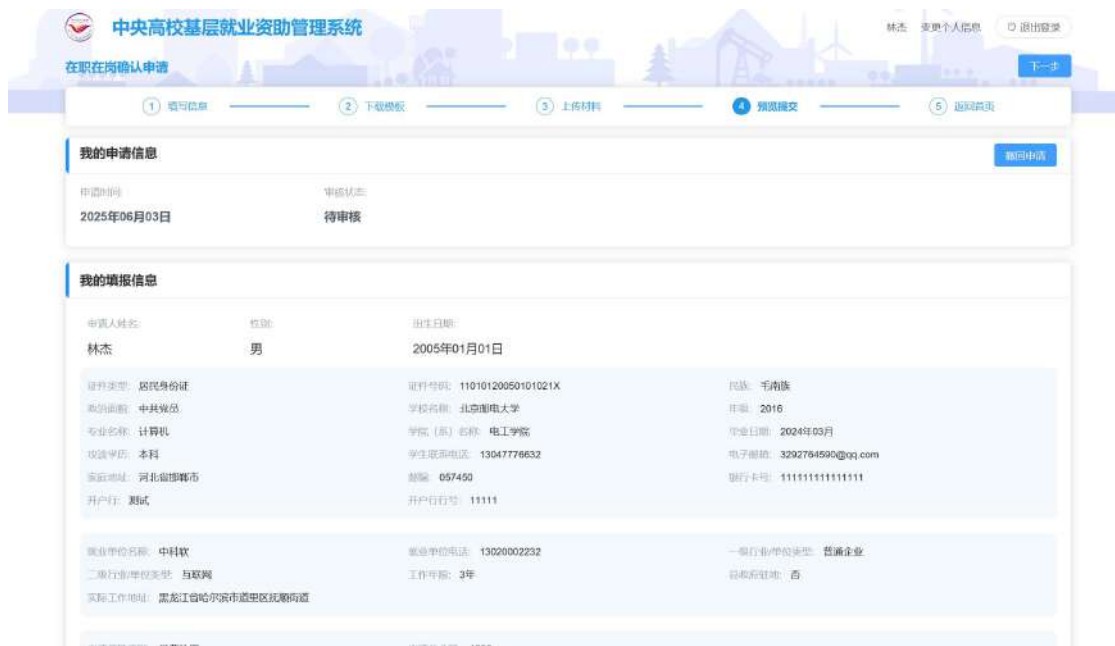 中央高校基层就业资助管理系统
林杰 变更个人信息 退出登录
在职在岗确认申请 下一步
1 填写信息 2 下载模板 3 上传材料 4 预览提交 5 返回首页
我的申请信息 撤回申请
申请时间: 审核状态:
2025年06月03日 待审核
我的填报信息
申请人姓名: 性别: 出生日期:
林杰 男 2005年01月01日
证件类型: 居民身份证 证件号码: 11010120050101021X 民族: 毛南族
政治面貌: 中共党员 学校名称: 北京邮电大学 年级: 2016
专业名称: 计算机 学院(系)名称: 电工学院 毕业日期: 2024年03月
攻读学历: 本科 学生联系电话: 13047776632 电子邮箱: 3292764590@qq.com
家庭地址: 河北省邯郸市 邮编: 057450 银行卡号: 111111111111111
开户行: 测试 开户行行号: 11111
就业单位名称: 中科软 就业单位电话: 13020002232 一级行业/单位类型: 普通企业
二级行业/单位类型: 互联网 工作年限: 3年 县政府驻地: 否
实际工作地址: 黑龙江省哈尔滨市道里区抚顺街道